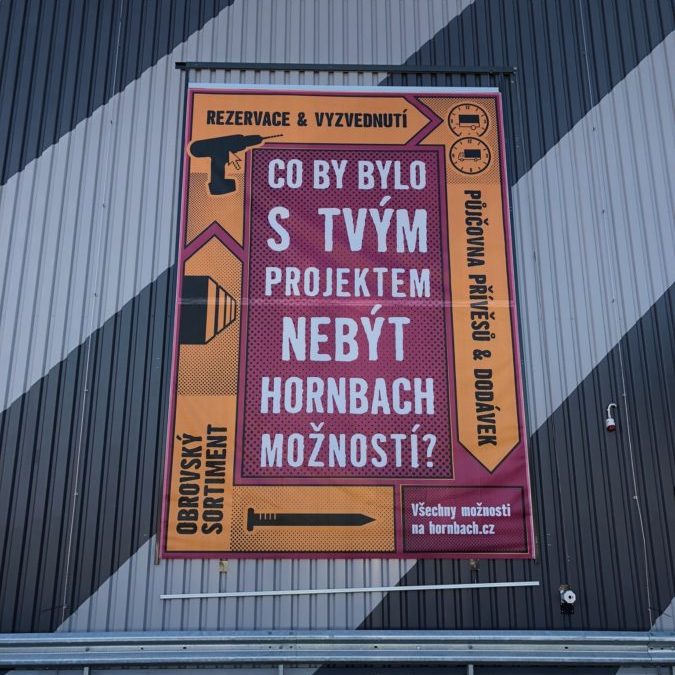 REZERVACE & VYZVEDNUTÍ
CO BY BYLO
S TVÝM
PROJEKTEM
NEBÝT
HORNBACH
MOŽNOSTÍ?
PŮJČOVNA PŘÍVĚSŮ & DODÁVEK
OBROVSKÝ
SORTIMENT
Všechny možnosti
na hornbach.cz